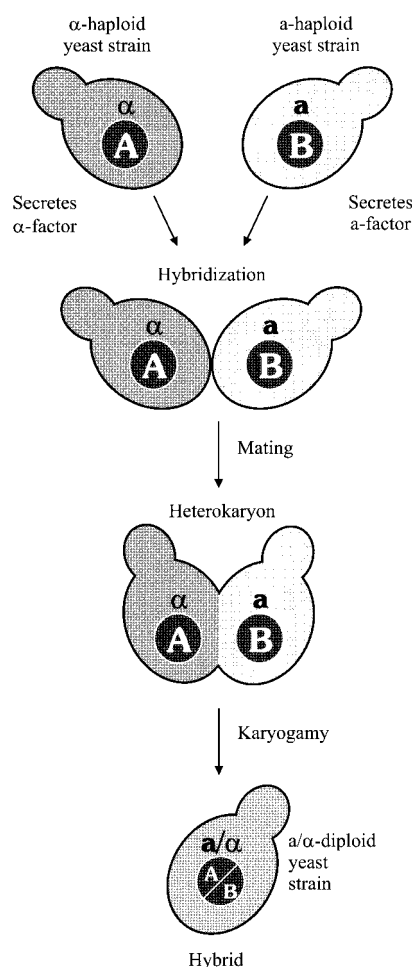 α-haploid
yeast strain
a-haploid
yeast strain
α
A
a
B
Secretes
α-factor
Secretes
a-factor
Hybridization
α
A
a
B
Mating
Heterokaryon
α
A
a
B
Karyogamy
a/α
A
B
a/α-diploid
yeast
strain
Hybrid